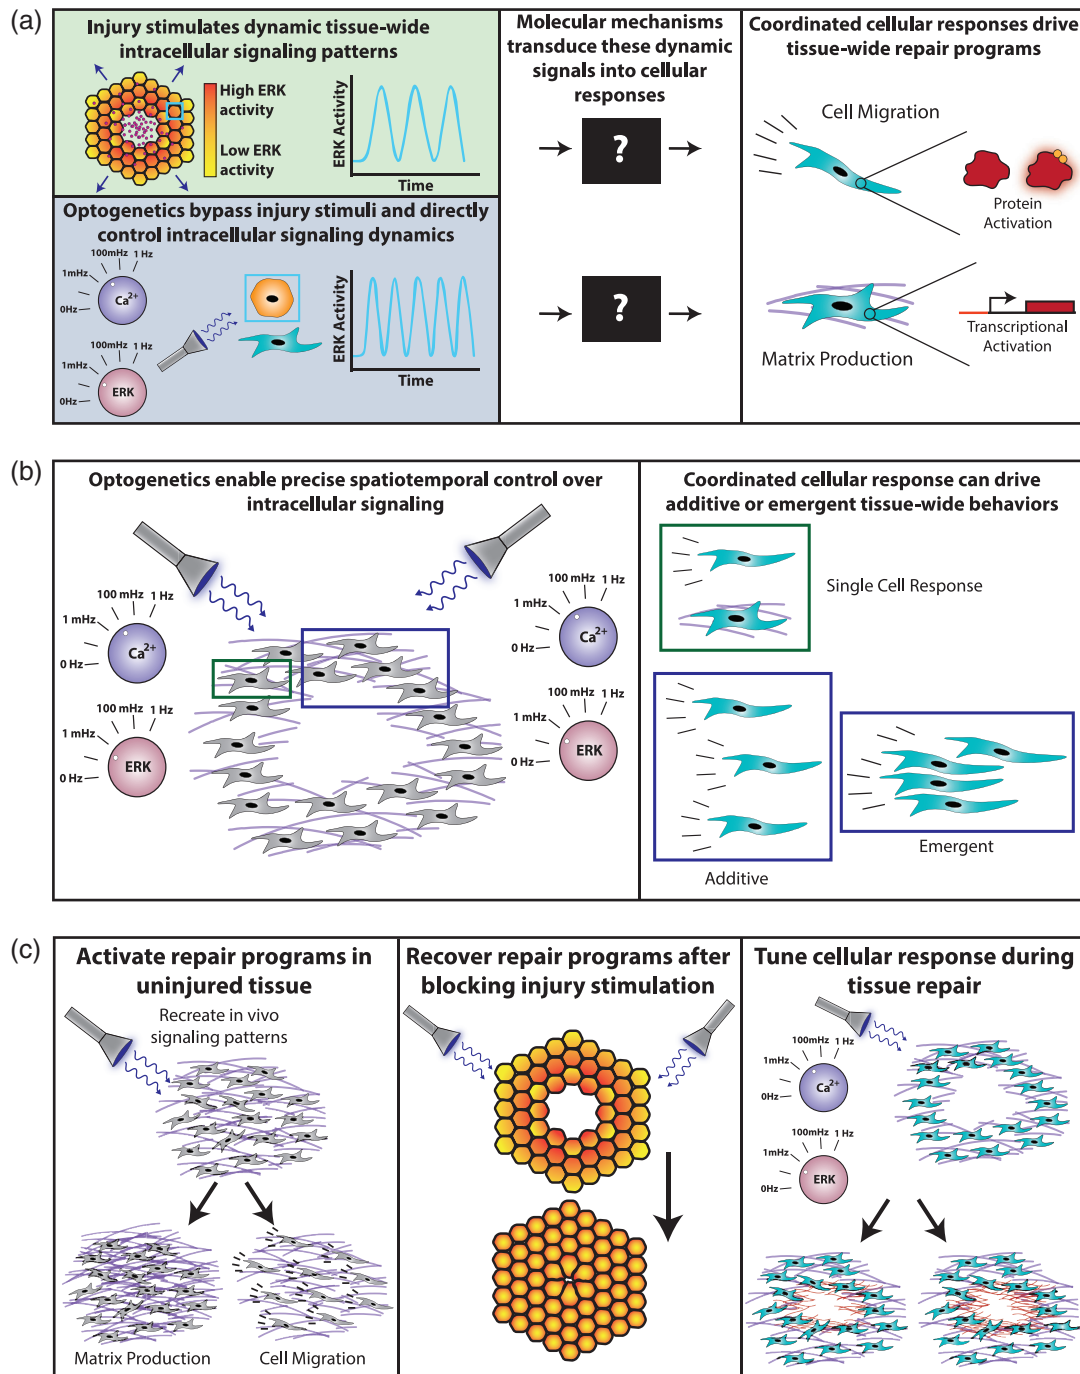 (a)
Injury stimulates dynamic tissue-wide
intracellular signaling patterns
High ERK
activity
Low ERK
activity
ERK Activity
Time
Optogenetics bypass injury stimuli and directly
control intracellular signaling dynamics
100mHz
1 Hz
1mHz
0Hz
Ca2+
100mHz
1 Hz
1mHz
0Hz
ERK
ERK Activity
Time
Molecular mechanisms
transduce these dynamic
signals into cellular
responses
?
?
Coordinated cellular responses drive
tissue-wide repair programs
Cell Migration
Protein
Activation
Matrix Production
Transcriptional
Activation
(b)
Optogenetics enable precise spatiotemporal control over
intracellular signaling
100 mHz
1 Hz
1 mHz
0 Hz
Ca2+
100 mHz
1 Hz
1 mHz
0 Hz
ERK
100 mHz
1 Hz
1 mHz
0 Hz
Ca2+
100 mHz
1 Hz
1 mHz
0 Hz
ERK
Coordinated cellular response can drive
additive or emergent tissue-wide behaviors
Single Cell Response
Additive
Emergent
(c)
Activate repair programs in
uninjured tissue
Recreate in vivo
signaling patterns
Matrix Production
Cell Migration
Recover repair programs after
blocking injury stimulation
Tune cellular response during
tissue repair
100mHz
1 Hz
1mHz
0Hz
Ca2+
100mHz
1 Hz
1mHz
0Hz
ERK